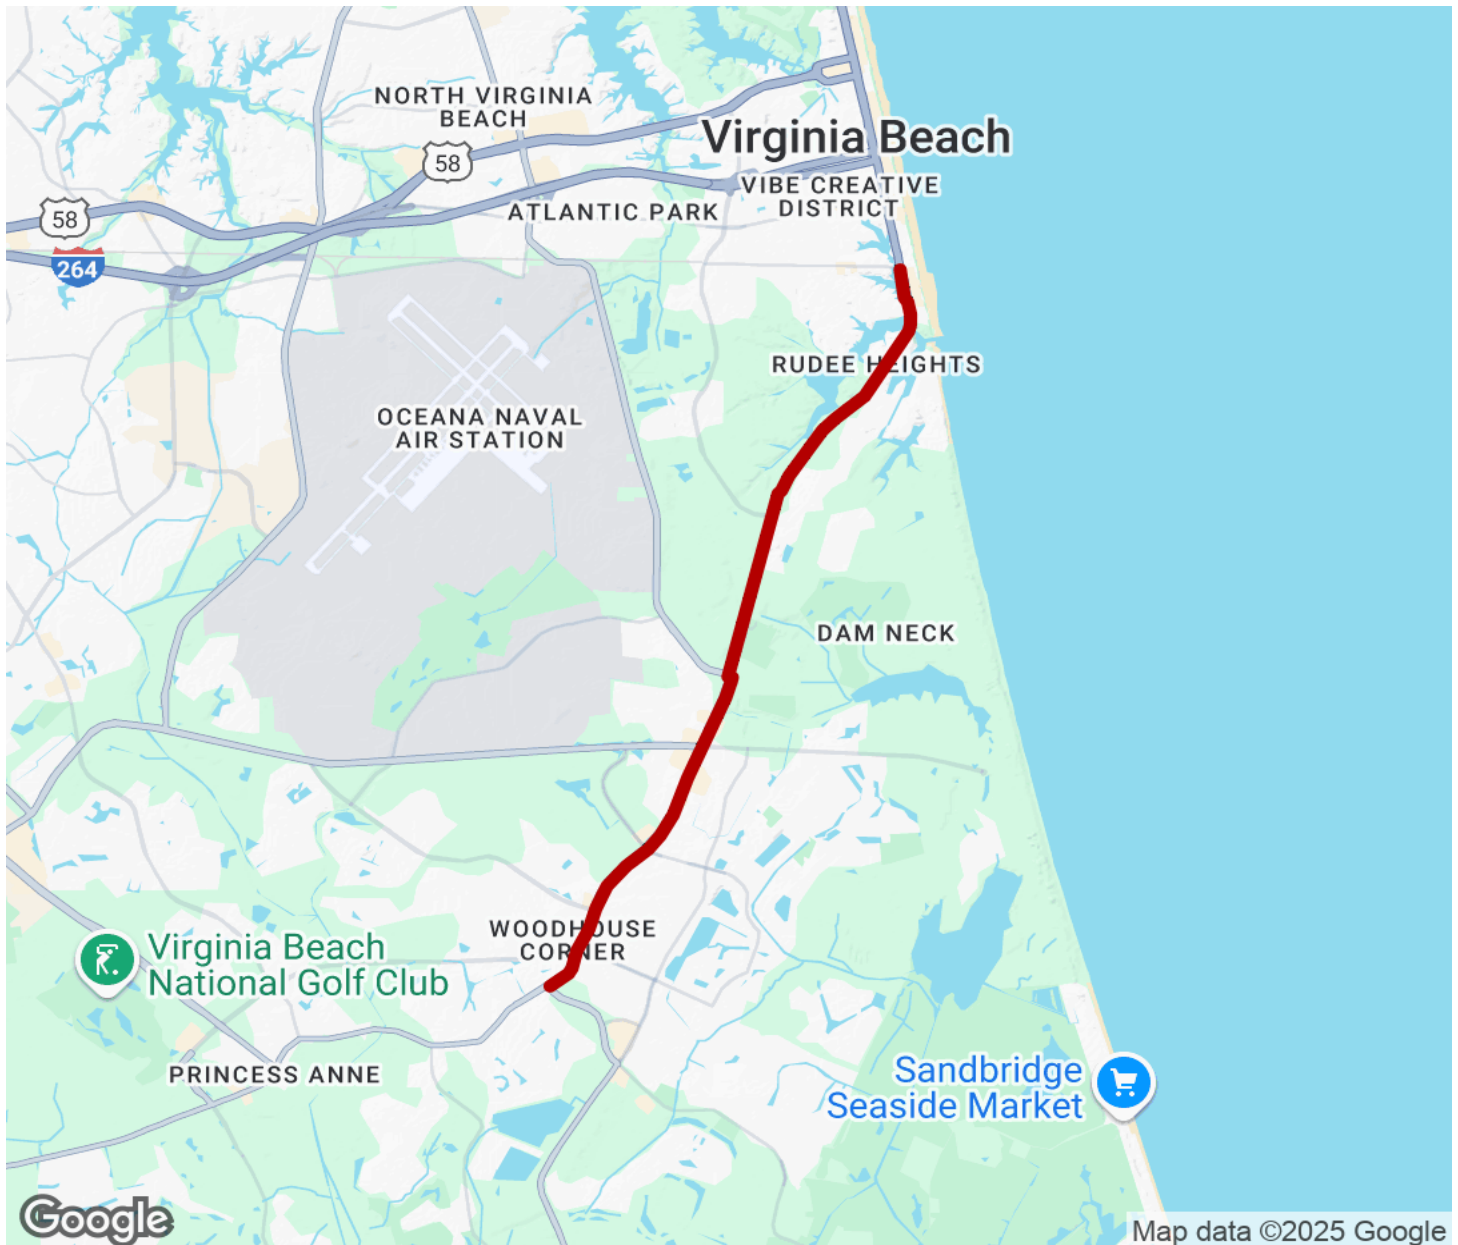 NORTH VIRGINIA
BEACH
58
Virginia Beach
VIBE CREATIVE
DISTRICT
58
ATLANTIC PARK
264
RUDEE HEIGHTS
OCEANA NAVAL
AIR STATION
DAM NECK
WOODHOUSE
CORNER
Virginia Beach
National Golf Club
PRINCESS ANNE
Sandbridge
Seaside Market
Google
Map data ©2025 Google